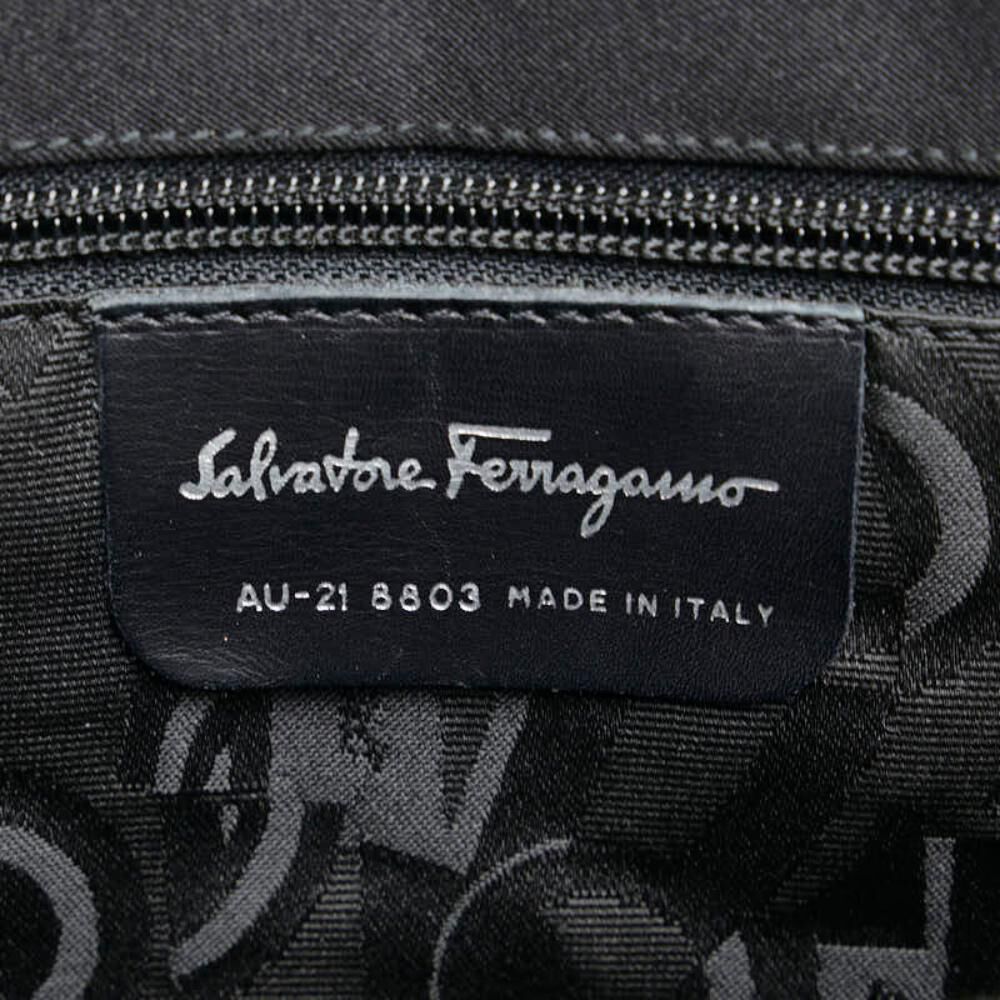 Salvatore Ferragamo
AU-21 8803 MADE IN ITALY